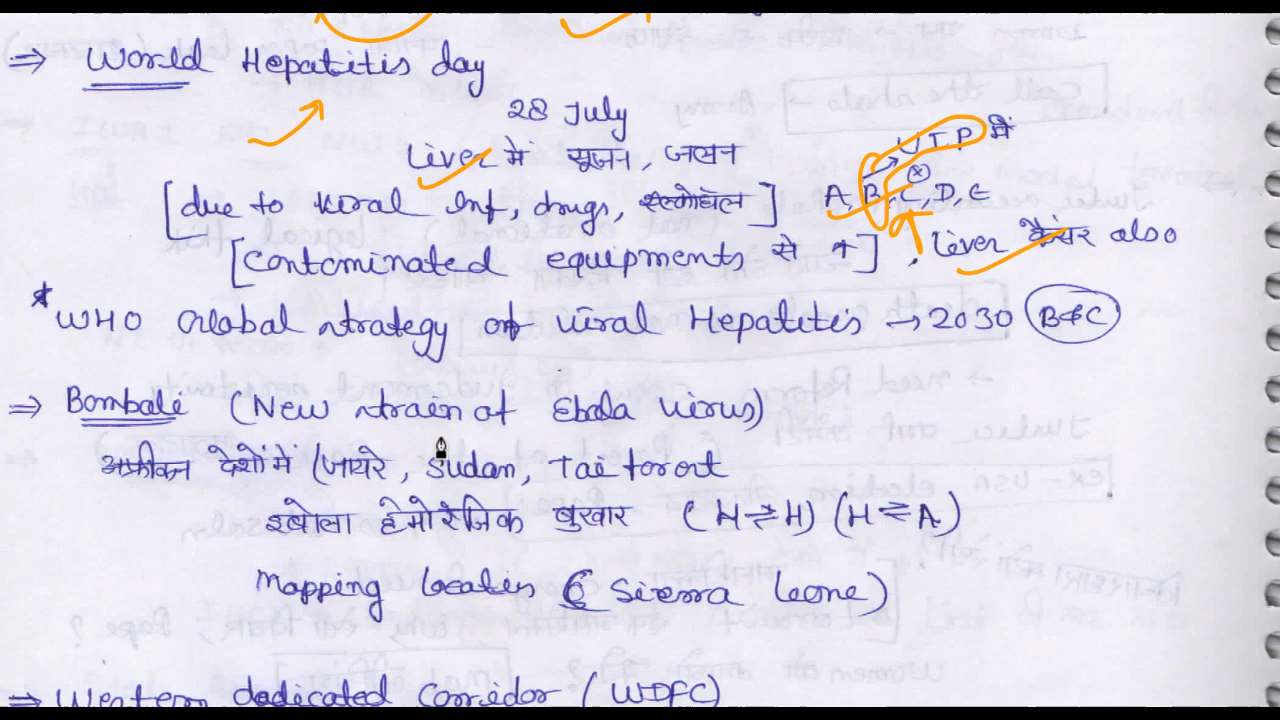 ⇒ World Hepatitis day
28 July
Liver में सूजन, जलन
[due to viral inf, drugs, एल्कोहल]
A, B, C, D, E
U.I.P में
(x)
[Contaminated equipments से ↑], liver कैंसर also
* WHO Global strategy of viral Hepatitis → 2030 (B & C)
⇒ Bombali (New strain of Ebola virus)
अफ्रीकन देशों में (जायरे, Sudan, Tai forest
इबोला हेमोरेजिक बुखार (H ⇌ H) (H ⇌ A)
Mapping Sierra Leone)
⇒ Western dedicated Corridor (WDFC)